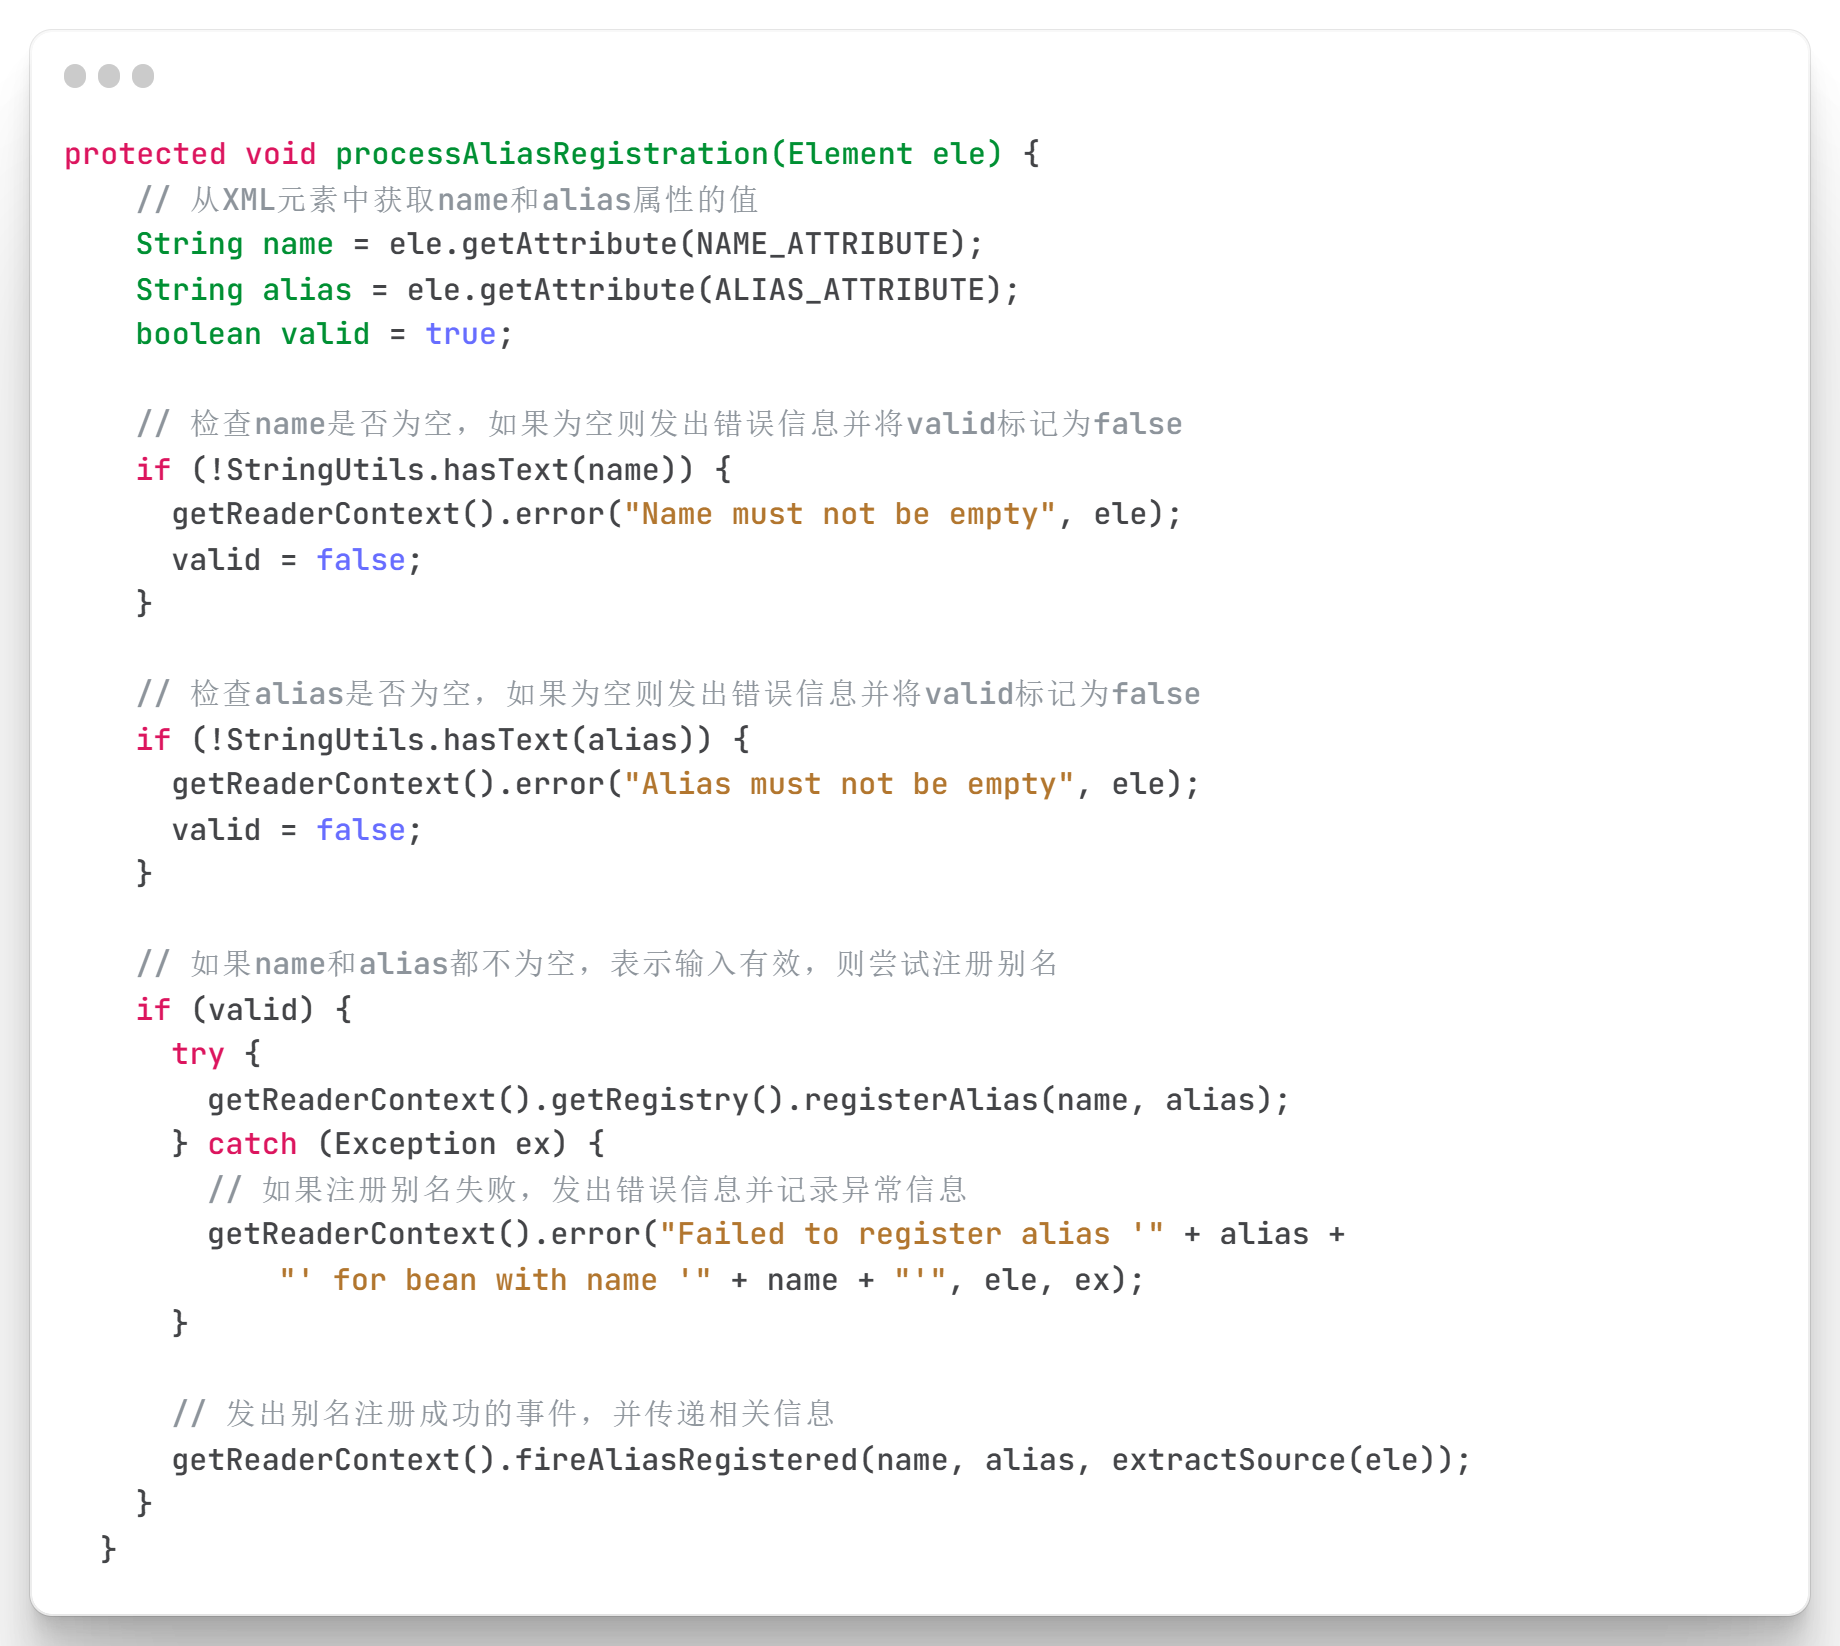 protected void processAliasRegistration(Element ele) {
// 从XML元素中获取name和alias属性的值
String name = ele.getAttribute(NAME_ATTRIBUTE);
String alias = ele.getAttribute(ALIAS_ATTRIBUTE);
boolean valid = true;
// 检查name是否为空，如果为空则发出错误信息并将valid标记为false
if (!StringUtils.hasText(name)) {
getReaderContext().error("Name must not be empty", ele);
valid = false;
}
// 检查alias是否为空，如果为空则发出错误信息并将valid标记为false
if (!StringUtils.hasText(alias)) {
getReaderContext().error("Alias must not be empty", ele);
valid = false;
}
// 如果name和alias都不为空，表示输入有效，则尝试注册别名
if (valid) {
try {
getReaderContext().getRegistry().registerAlias(name, alias);
} catch (Exception ex) {
// 如果注册别名失败，发出错误信息并记录异常信息
getReaderContext().error("Failed to register alias '" + alias +
"' for bean with name '" + name + "'", ele, ex);
}
// 发出别名注册成功的事件，并传递相关信息
getReaderContext().fireAliasRegistered(name, alias, extractSource(ele));
}
}